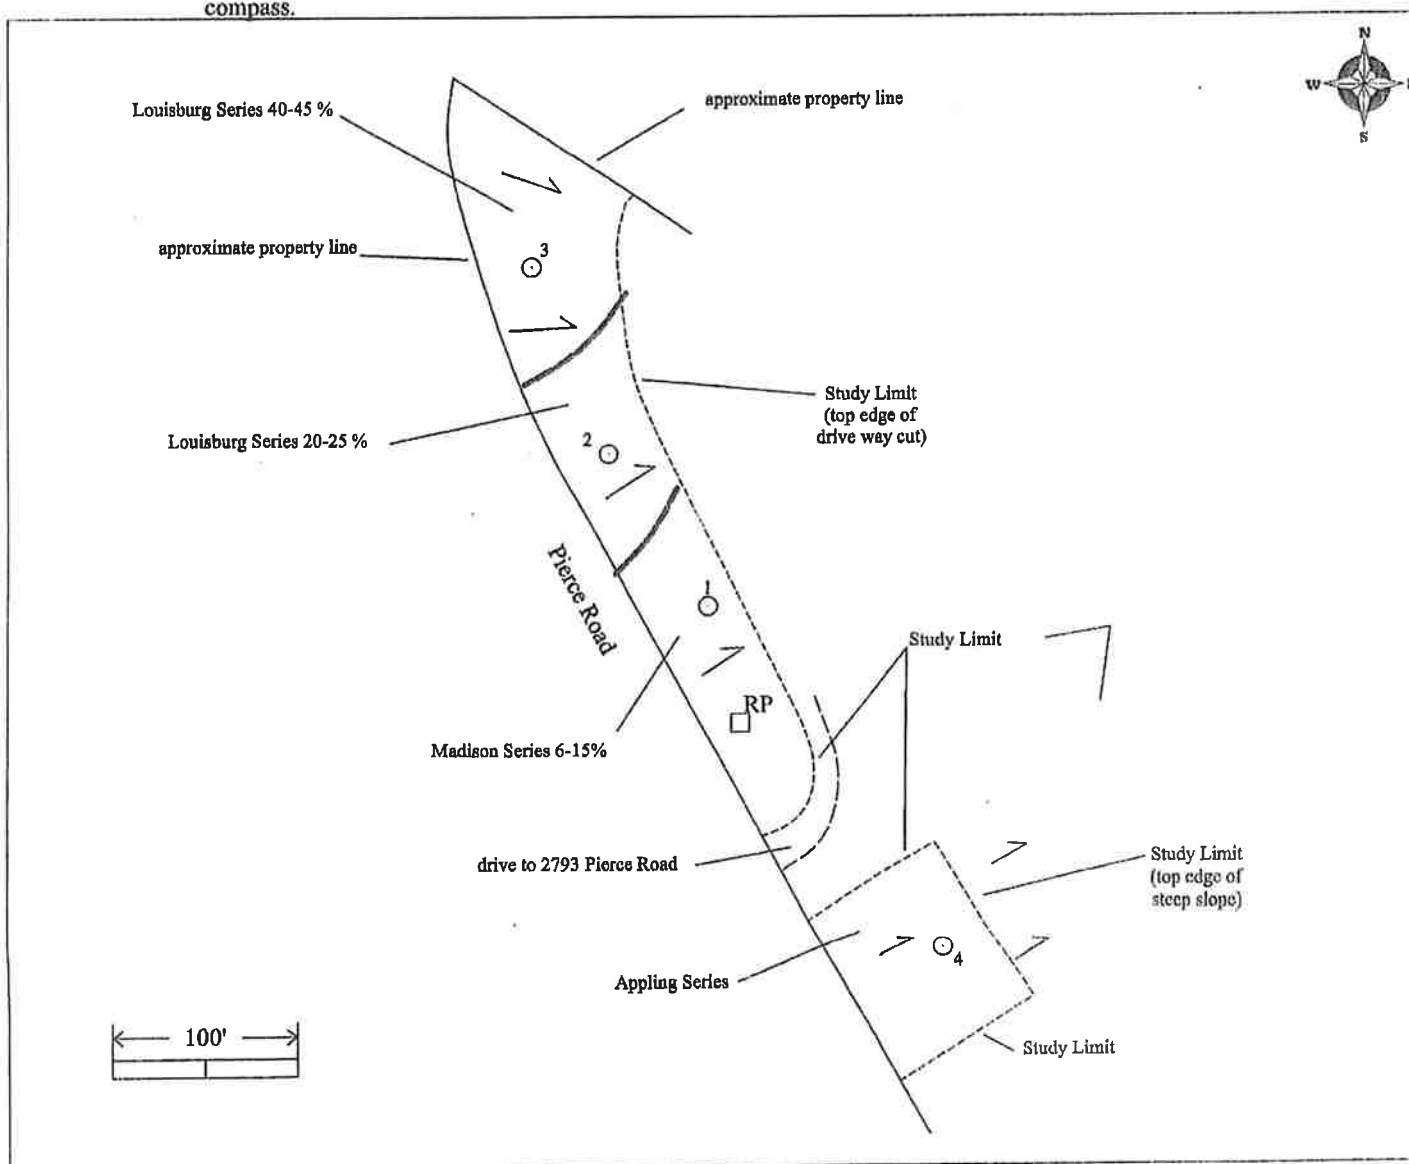 compass.
N
W
S
Louisburg Series 40-45 %
approximate property line
approximate property line
3
Study Limit
(top edge of
drive way cut)
Louisburg Series 20-25 %
2
Pierce Road
1
Study Limit
RP
Madison Series 6-15%
drive to 2793 Pierce Road
Study Limit
(top edge of
steep slope)
4
Appling Series
100'
Study Limit